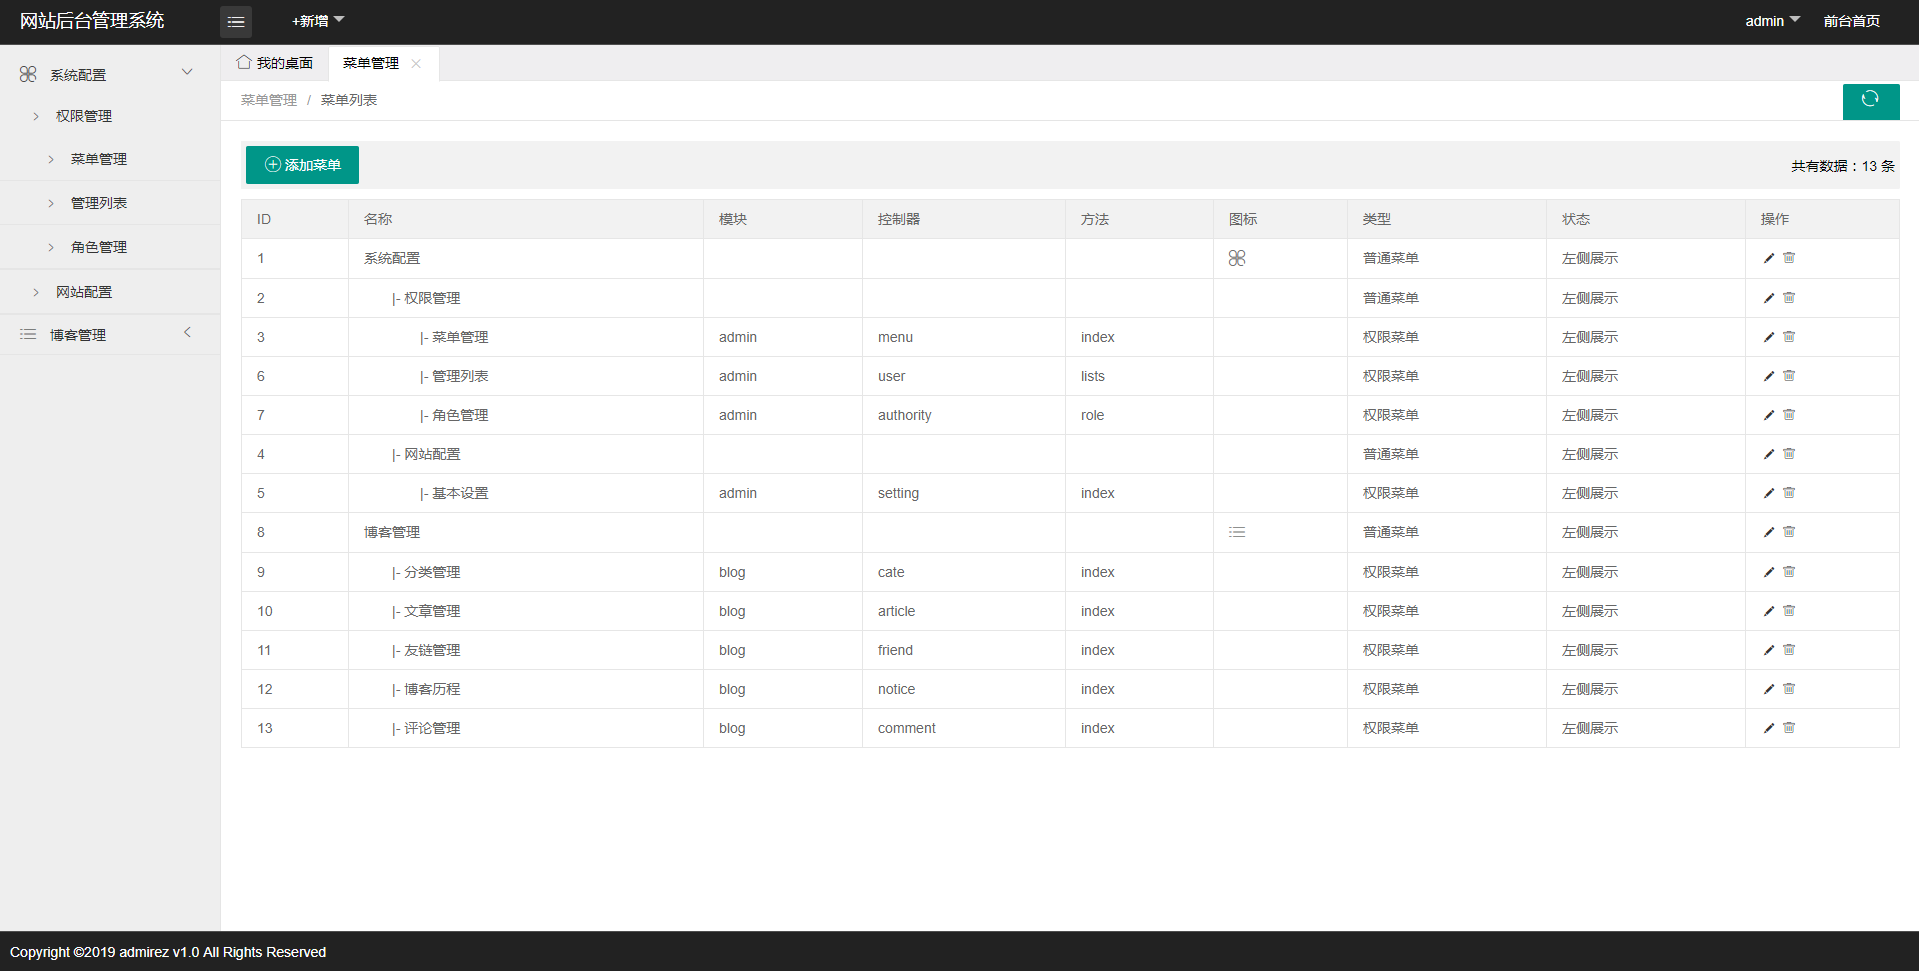 网站后台管理系统 +新增 admin 前台首页
系统配置
权限管理
菜单管理
管理列表
角色管理
网站配置
博客管理
我的桌面 菜单管理
菜单管理 / 菜单列表
添加菜单 共有数据：13 条
ID 名称 模块 控制器 方法 图标 类型 状态 操作
1 系统配置 普通菜单 左侧展示
2 |- 权限管理 普通菜单 左侧展示
3 |- 菜单管理 admin menu index 权限菜单 左侧展示
6 |- 管理列表 admin user lists 权限菜单 左侧展示
7 |- 角色管理 admin authority role 权限菜单 左侧展示
4 |- 网站配置 普通菜单 左侧展示
5 |- 基本设置 admin setting index 权限菜单 左侧展示
8 博客管理 普通菜单 左侧展示
9 |- 分类管理 blog cate index 权限菜单 左侧展示
10 |- 文章管理 blog article index 权限菜单 左侧展示
11 |- 友链管理 blog friend index 权限菜单 左侧展示
12 |- 博客历程 blog notice index 权限菜单 左侧展示
13 |- 评论管理 blog comment index 权限菜单 左侧展示
Copyright ©2019 admirez v1.0 All Rights Reserved